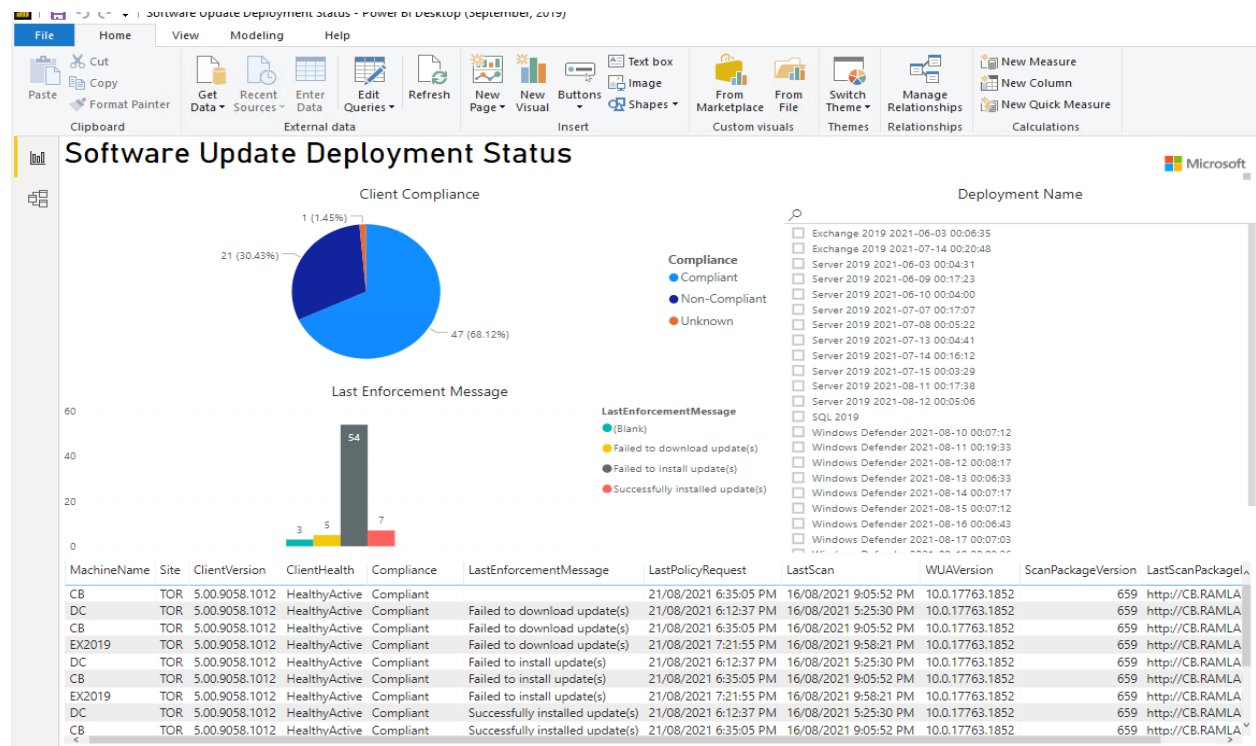 Software Update Deployment Status - Power BI Desktop (September, 2019)
File Home View Modeling Help
Paste
Cut
Copy
Format Painter
Clipboard
Get Data
Recent Sources
Enter Data
Edit Queries
Refresh
External data
New Page
New Visual
Buttons
Text box
Image
Shapes
Insert
From Marketplace
From File
Custom visuals
Switch Theme
Themes
Manage Relationships
Relationships
New Measure
New Column
New Quick Measure
Calculations
Software Update Deployment Status
Microsoft
Client Compliance
1 (1.45%)
21 (30.43%)
47 (68.12%)
Compliance
Compliant
Non-Compliant
Unknown
Deployment Name
Exchange 2019 2021-06-03 00:06:35
Exchange 2019 2021-07-14 00:20:48
Server 2019 2021-06-03 00:04:31
Server 2019 2021-06-09 00:17:23
Server 2019 2021-06-10 00:04:00
Server 2019 2021-07-07 00:17:07
Server 2019 2021-07-08 00:05:22
Server 2019 2021-07-13 00:04:41
Server 2019 2021-07-14 00:16:12
Server 2019 2021-07-15 00:03:29
Server 2019 2021-08-11 00:17:38
Server 2019 2021-08-12 00:05:06
SQL 2019
Windows Defender 2021-08-10 00:07:12
Windows Defender 2021-08-11 00:19:33
Windows Defender 2021-08-12 00:08:17
Windows Defender 2021-08-13 00:06:33
Windows Defender 2021-08-14 00:07:17
Windows Defender 2021-08-15 00:07:12
Windows Defender 2021-08-16 00:06:43
Windows Defender 2021-08-17 00:07:03
Last Enforcement Message
60
40
20
0
3
5
54
7
LastEnforcementMessage
(Blank)
Failed to download update(s)
Failed to install update(s)
Successfully installed update(s)
MachineName Site ClientVersion ClientHealth Compliance LastEnforcementMessage LastPolicyRequest LastScan WUAVersion ScanPackageVersion LastScanPackagel
CB TOR 5.00.9058.1012 HealthyActive Compliant 21/08/2021 6:35:05 PM 16/08/2021 9:05:52 PM 10.0.17763.1852 659 http://CB.RAMLA
DC TOR 5.00.9058.1012 HealthyActive Compliant Failed to download update(s) 21/08/2021 6:12:37 PM 16/08/2021 5:25:30 PM 10.0.17763.1852 659 http://CB.RAMLA
CB TOR 5.00.9058.1012 HealthyActive Compliant Failed to download update(s) 21/08/2021 6:35:05 PM 16/08/2021 9:05:52 PM 10.0.17763.1852 659 http://CB.RAMLA
EX2019 TOR 5.00.9058.1012 HealthyActive Compliant Failed to download update(s) 21/08/2021 7:21:55 PM 16/08/2021 9:58:21 PM 10.0.17763.1852 659 http://CB.RAMLA
DC TOR 5.00.9058.1012 HealthyActive Compliant Failed to install update(s) 21/08/2021 6:12:37 PM 16/08/2021 5:25:30 PM 10.0.17763.1852 659 http://CB.RAMLA
CB TOR 5.00.9058.1012 HealthyActive Compliant Failed to install update(s) 21/08/2021 6:35:05 PM 16/08/2021 9:05:52 PM 10.0.17763.1852 659 http://CB.RAMLA
EX2019 TOR 5.00.9058.1012 HealthyActive Compliant Failed to install update(s) 21/08/2021 7:21:55 PM 16/08/2021 9:58:21 PM 10.0.17763.1852 659 http://CB.RAMLA
DC TOR 5.00.9058.1012 HealthyActive Compliant Successfully installed update(s) 21/08/2021 6:12:37 PM 16/08/2021 5:25:30 PM 10.0.17763.1852 659 http://CB.RAMLA
CB TOR 5.00.9058.1012 HealthyActive Compliant Successfully installed update(s) 21/08/2021 6:35:05 PM 16/08/2021 9:05:52 PM 10.0.17763.1852 659 http://CB.RAMLA